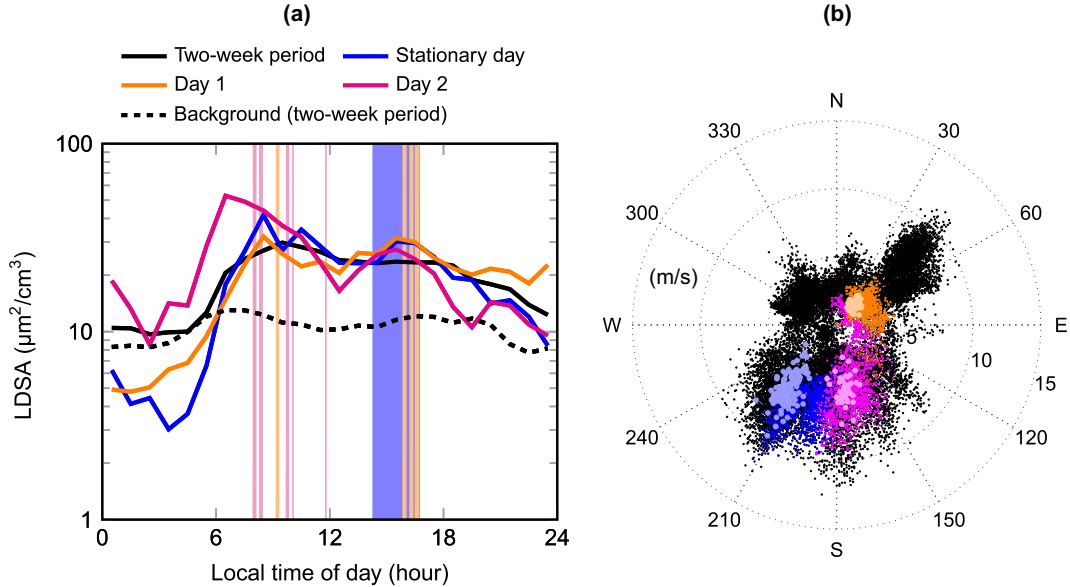 (a)
Two-week period
Stationary day
Day 1
Day 2
Background (two-week period)
LDSA (µm²/cm³)
100
10
1
0
6
12
18
24
Local time of day (hour)
(b)
N
330
30
300
60
(m/s)
W
E
5
10
15
240
120
210
150
S